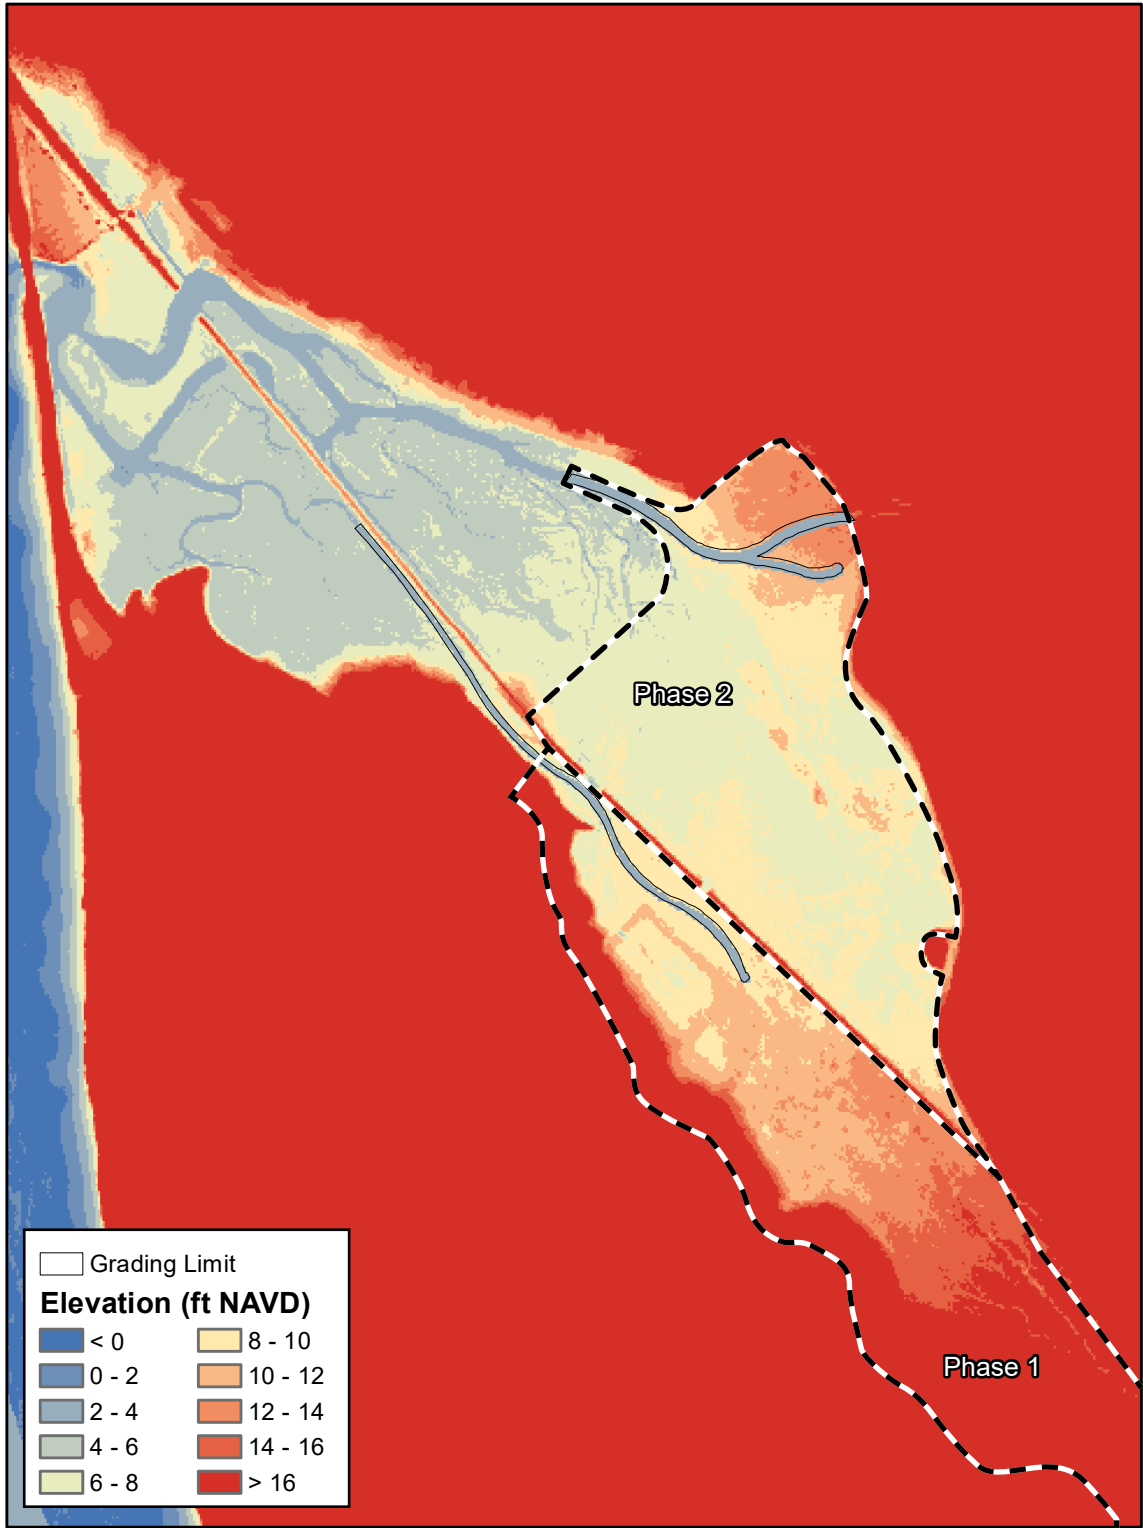 Phase 2
Phase 1
Grading Limit
Elevation (ft NAVD)
< 0
0 - 2
2 - 4
4 - 6
6 - 8
8 - 10
10 - 12
12 - 14
14 - 16
> 16